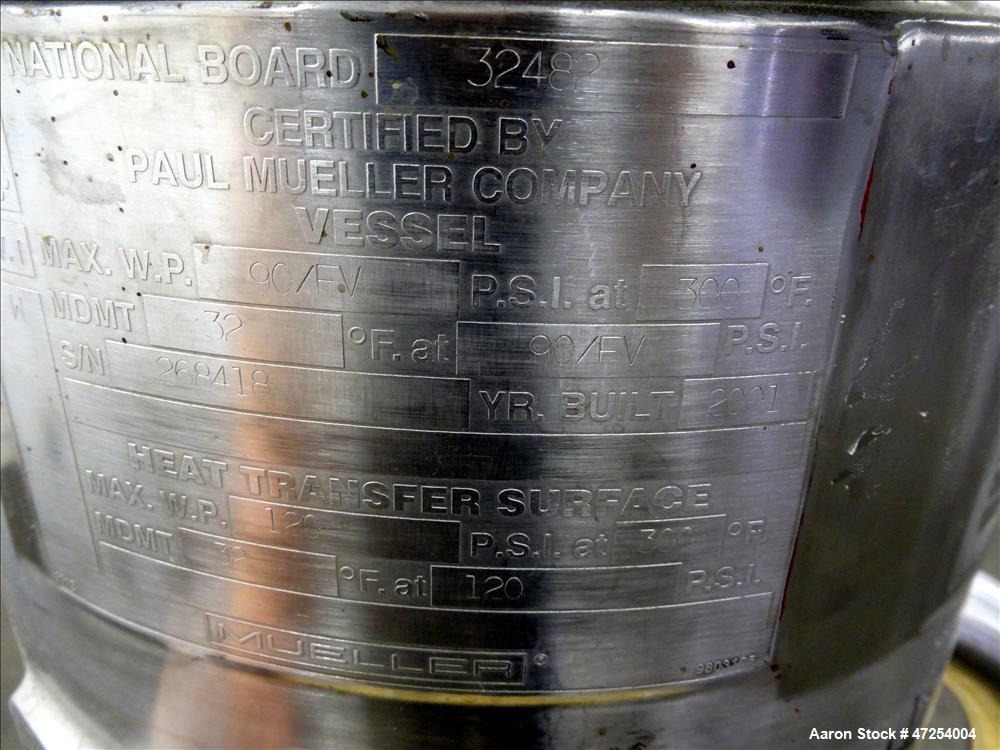 NATIONAL BOARD 32482
CERTIFIED BY
PAUL MUELLER COMPANY
VESSEL
MAX. W.P. 90/FV P.S.I. at 300 °F.
MDMT 32 °F. at 90/FV P.S.I.
S/N 268418 YR. BUILT 2001
HEAT TRANSFER SURFACE
MAX. W.P. 120 P.S.I. at 300 °F.
MDMT 32 °F. at 120 P.S.I.
MUELLER®
Aaron Stock # 47254004